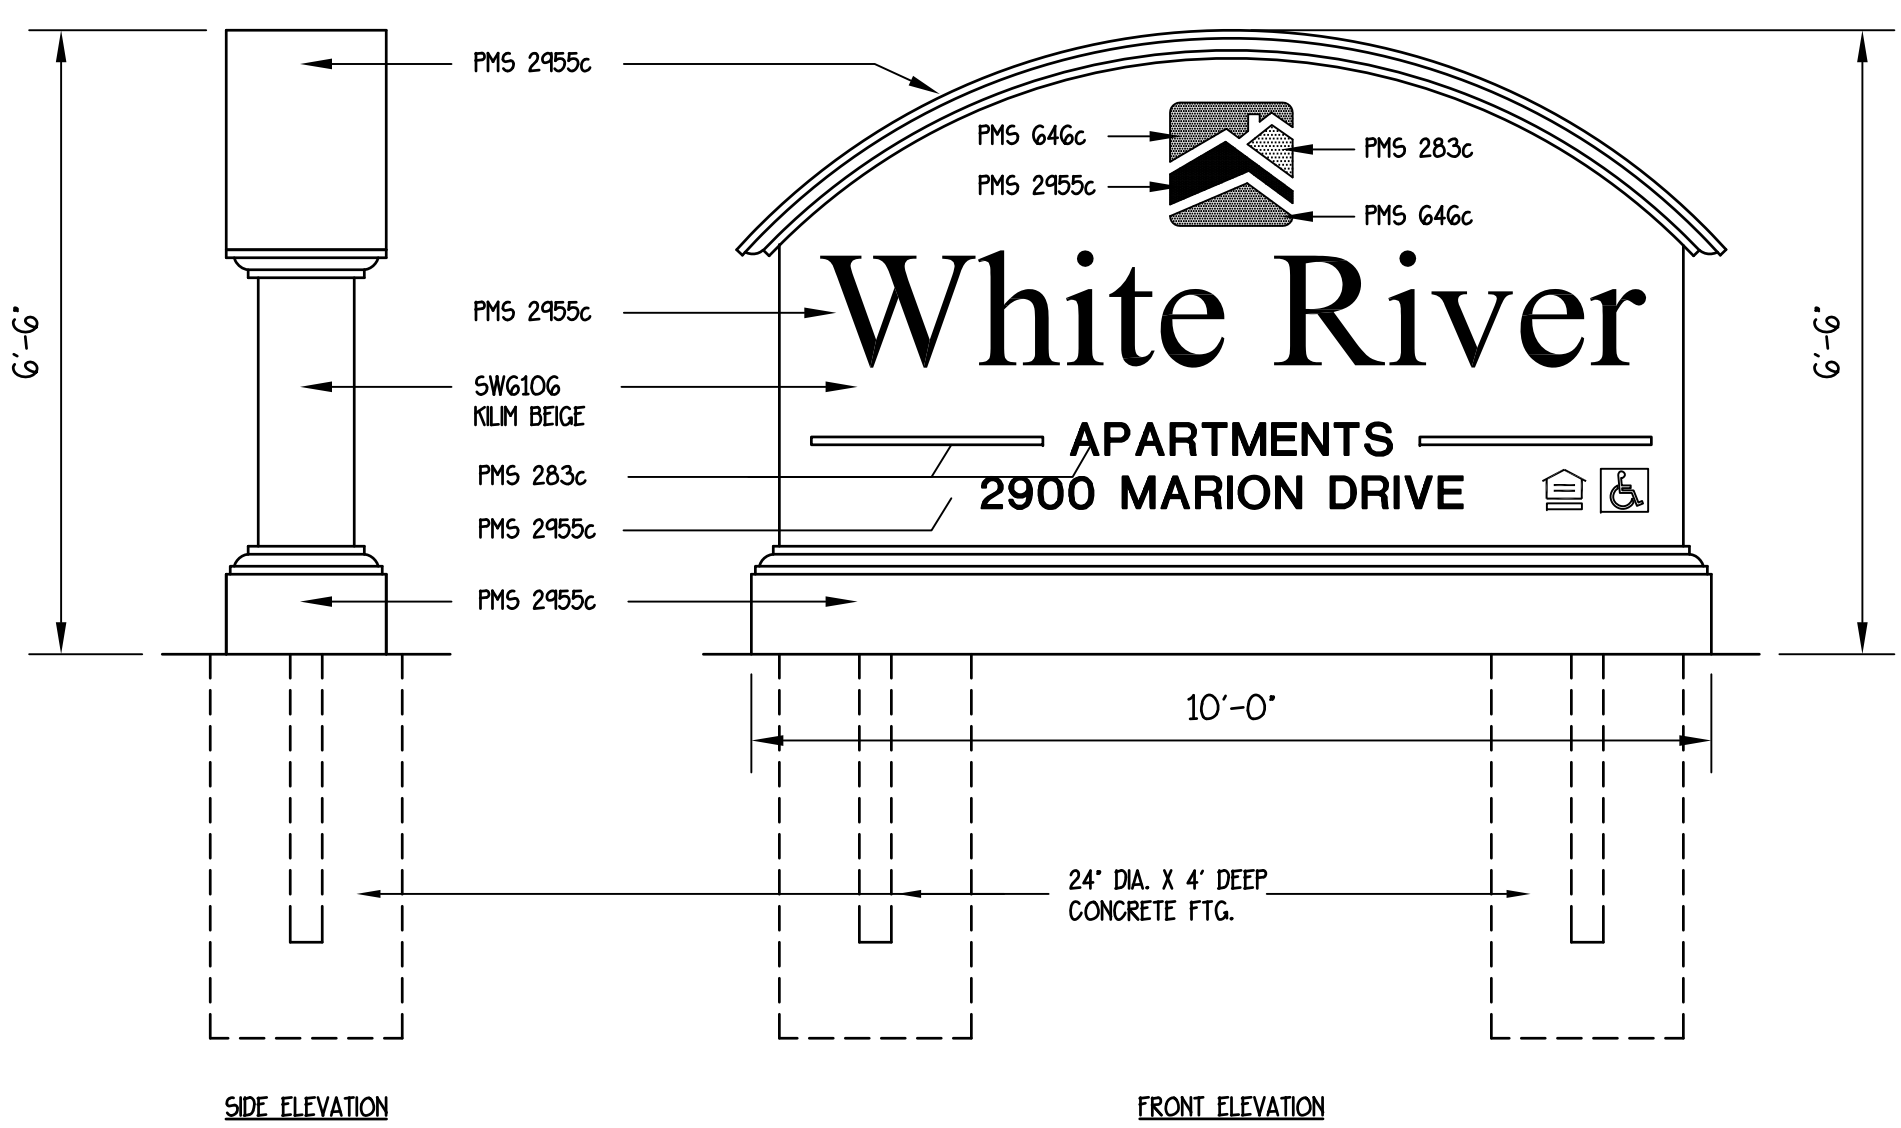 PMS 2955c
PMS 646c
PMS 283c
PMS 2955c
PMS 646c
White River
PMS 2955c
6'-6"
6'-6"
SW6106
KILIM BEIGE
APARTMENTS
PMS 283c
2900 MARION DRIVE
PMS 2955c
PMS 2955c
10'-0"
24" DIA. X 4' DEEP
CONCRETE FTG.
SIDE ELEVATION
FRONT ELEVATION